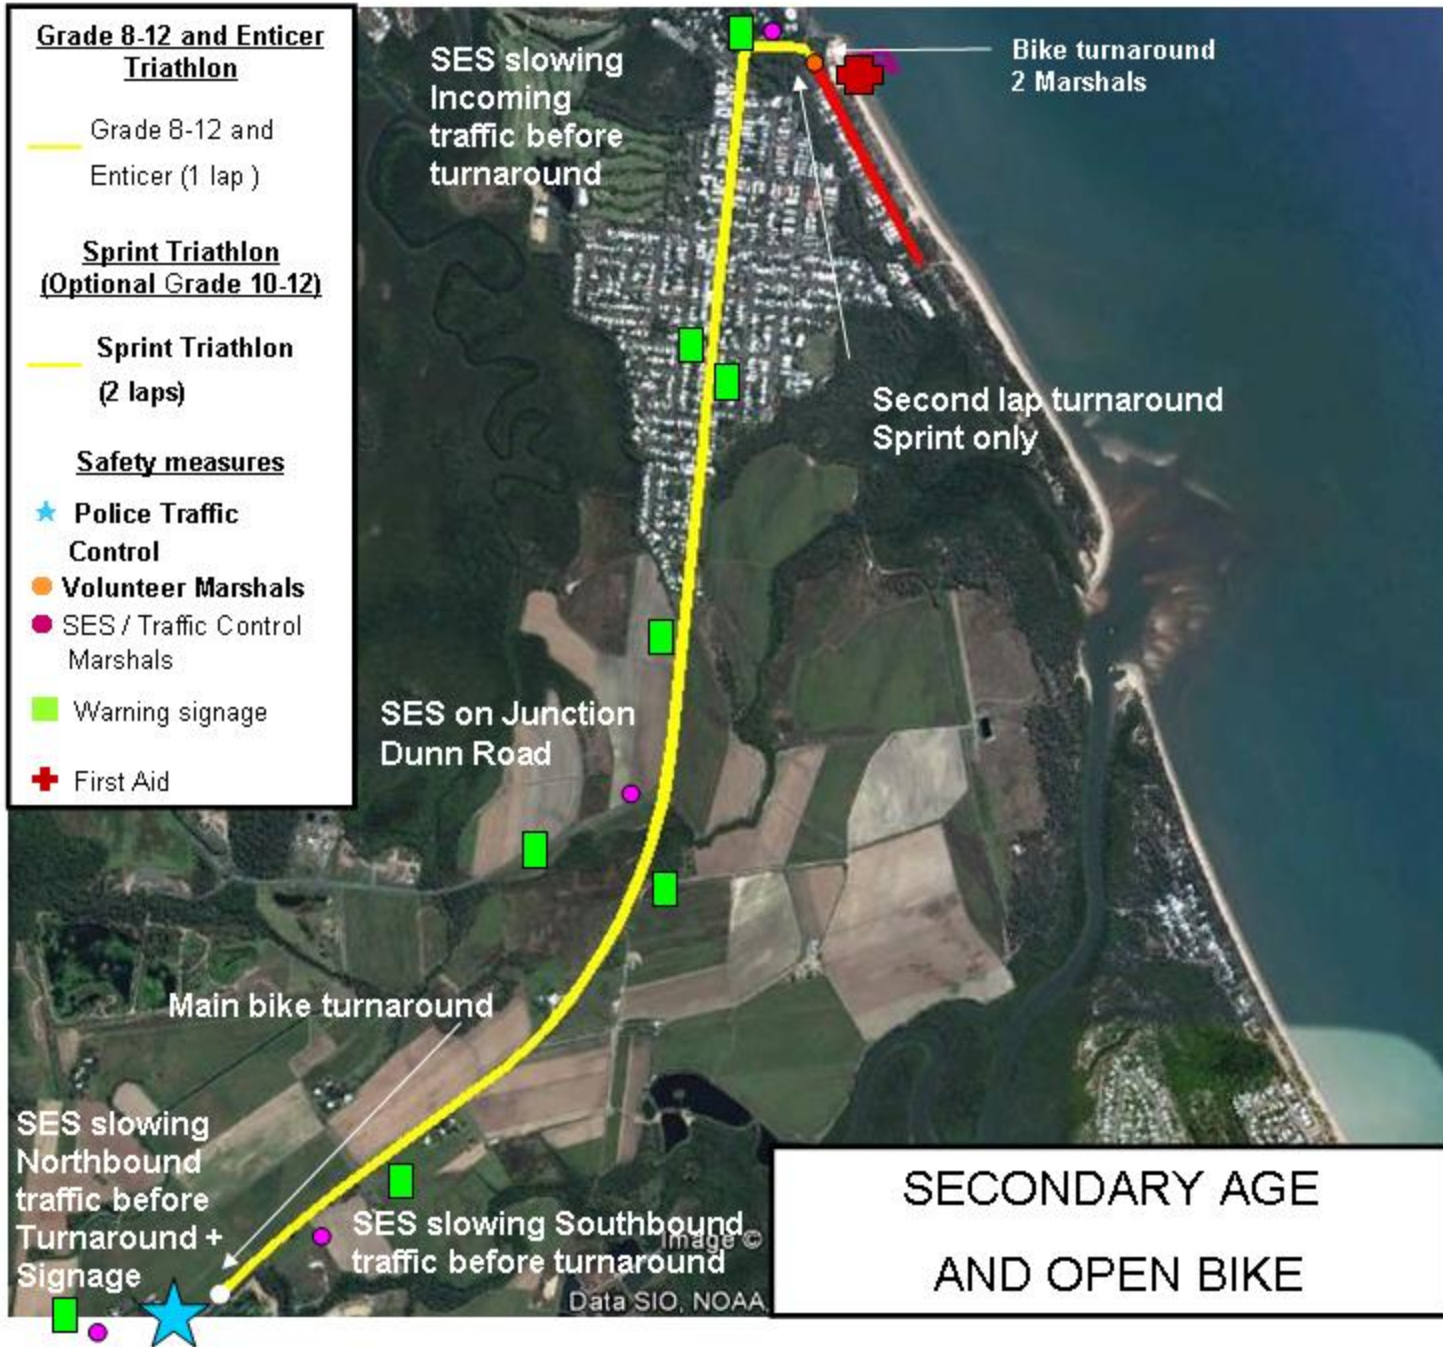 Grade 8-12 and Enticer
Triathlon
Grade 8-12 and
Enticer (1 lap )
Sprint Triathlon
(Optional Grade 10-12)
Sprint Triathlon
(2 laps)
Safety measures
Police Traffic
Control
Volunteer Marshals
SES / Traffic Control
Marshals
Warning signage
First Aid
SES slowing
Incoming
traffic before
turnaround
Bike turnaround
2 Marshals
Second lap turnaround
Sprint only
SES on Junction
Dunn Road
Main bike turnaround
SES slowing
Northbound
traffic before
Turnaround +
Signage
SES slowing Southbound
traffic before turnaround
Image ©
Data SIO, NOAA,
SECONDARY AGE
AND OPEN BIKE